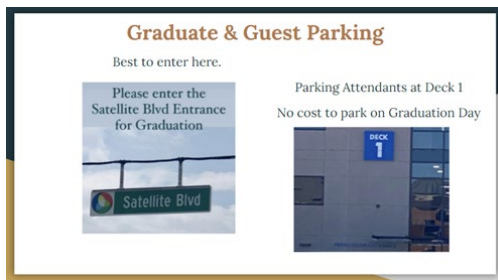 Graduate & Guest Parking
Best to enter here.
Please enter the
Satellite Blvd Entrance
for Graduation
Satellite Blvd
Parking Attendants at Deck 1
No cost to park on Graduation Day
DECK
1